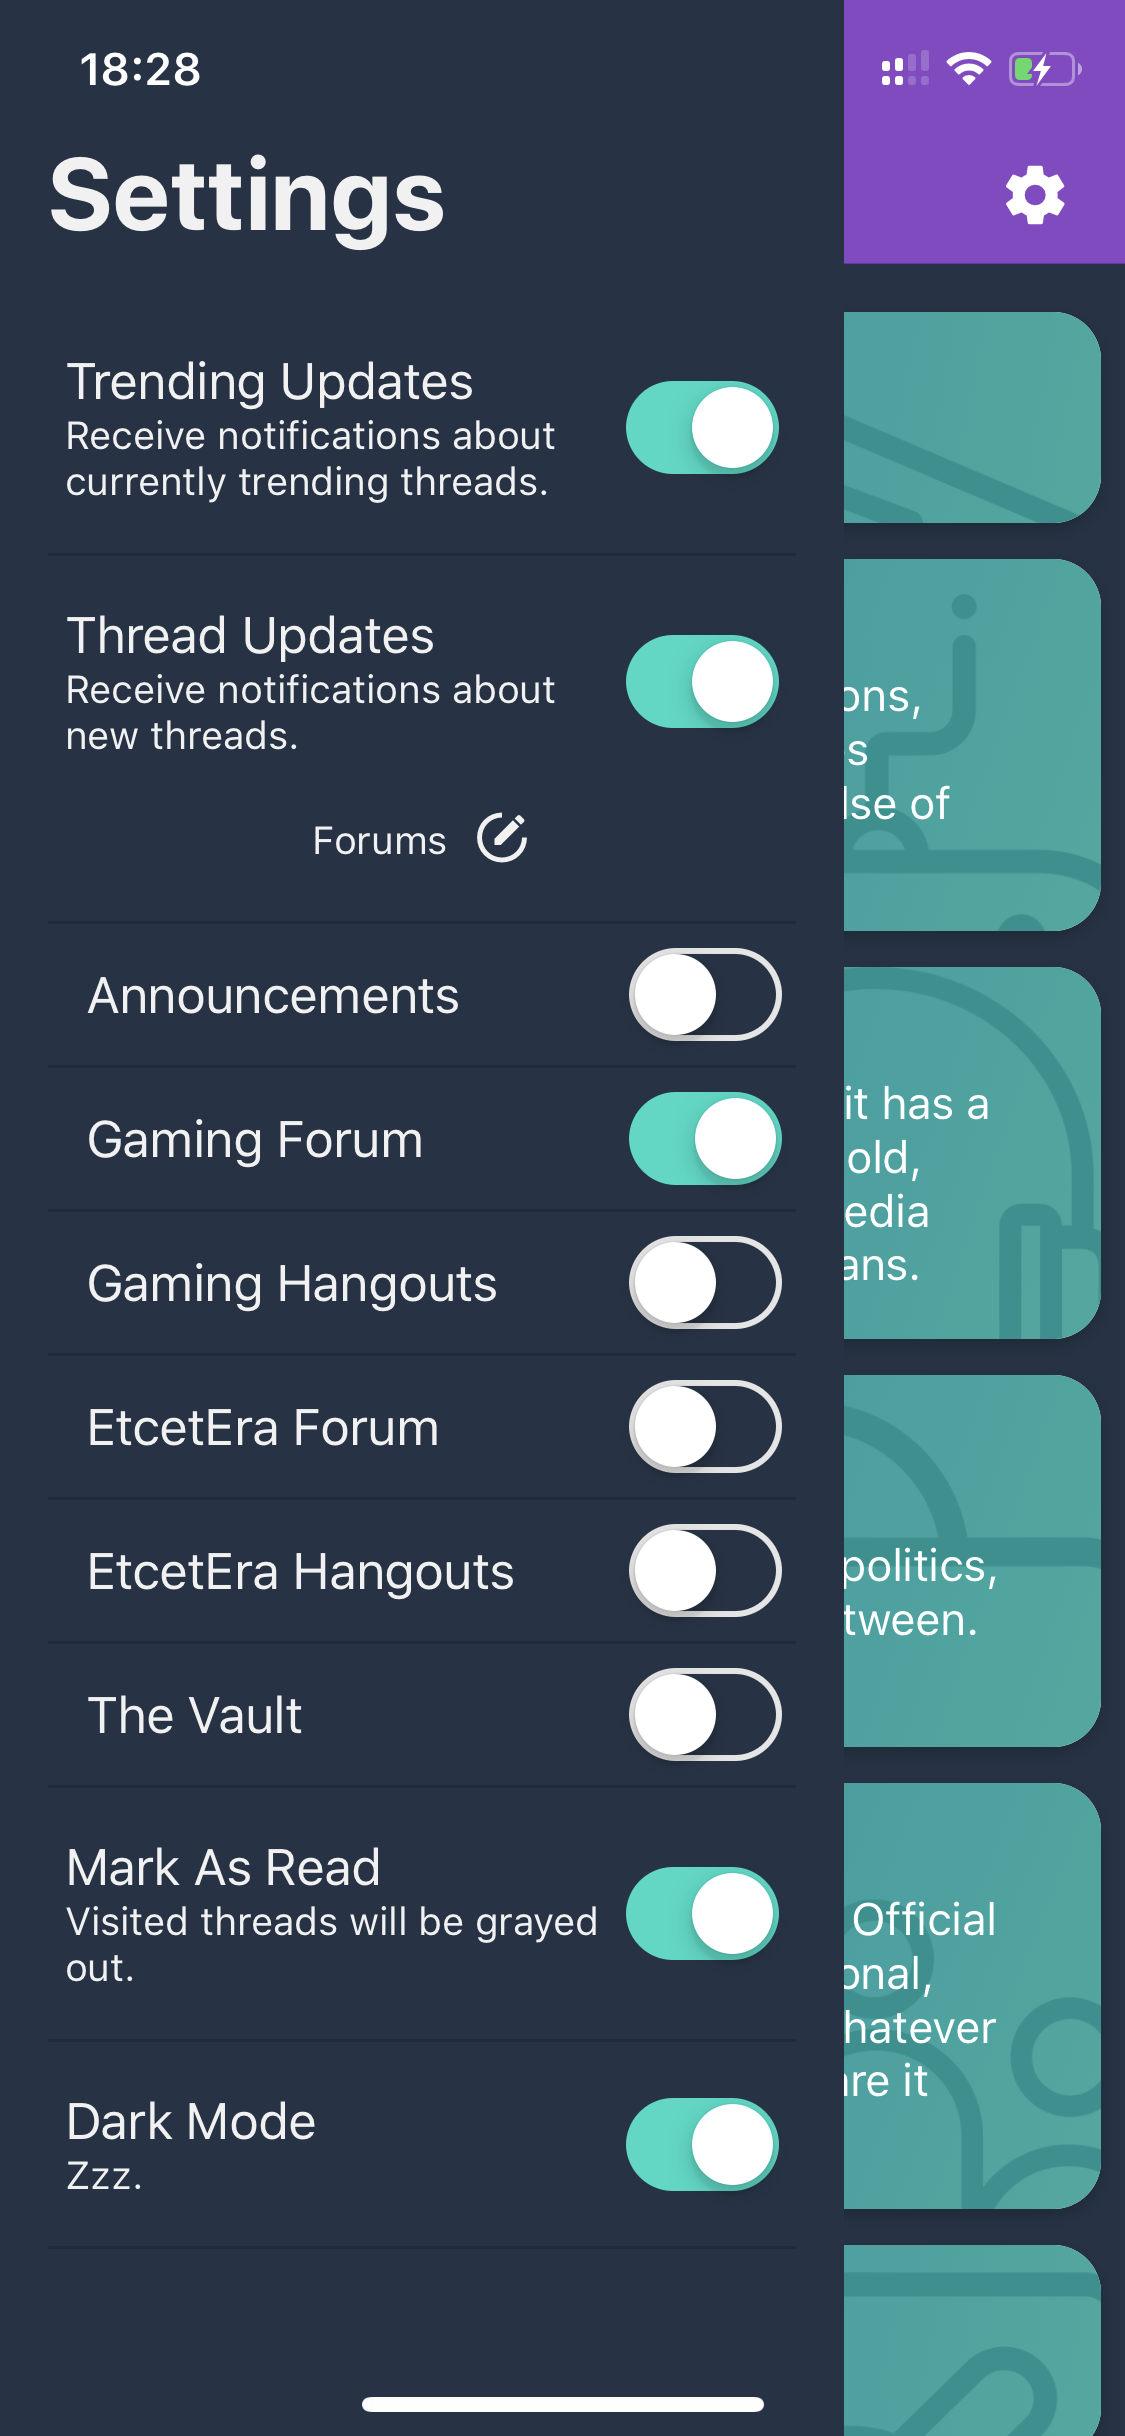 18:28
Settings
Trending Updates
Receive notifications about
currently trending threads.
Thread Updates
Receive notifications about
new threads.
Forums
Announcements
Gaming Forum
Gaming Hangouts
EtcetEra Forum
EtcetEra Hangouts
The Vault
Mark As Read
Visited threads will be grayed
out.
Dark Mode
Zzz.
ons,
s
lse of
it has a
old,
edia
ans.
politics,
tween.
Official
onal,
hatever
are it